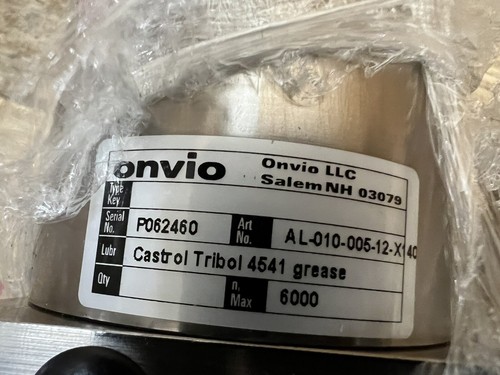 onvio Onvio LLC
Salem NH 03079
Type Key
Serial No. P062460 Art No. AL-010-005-12-X140
Lubr Castrol Tribol 4541 grease
Qty n. Max 6000